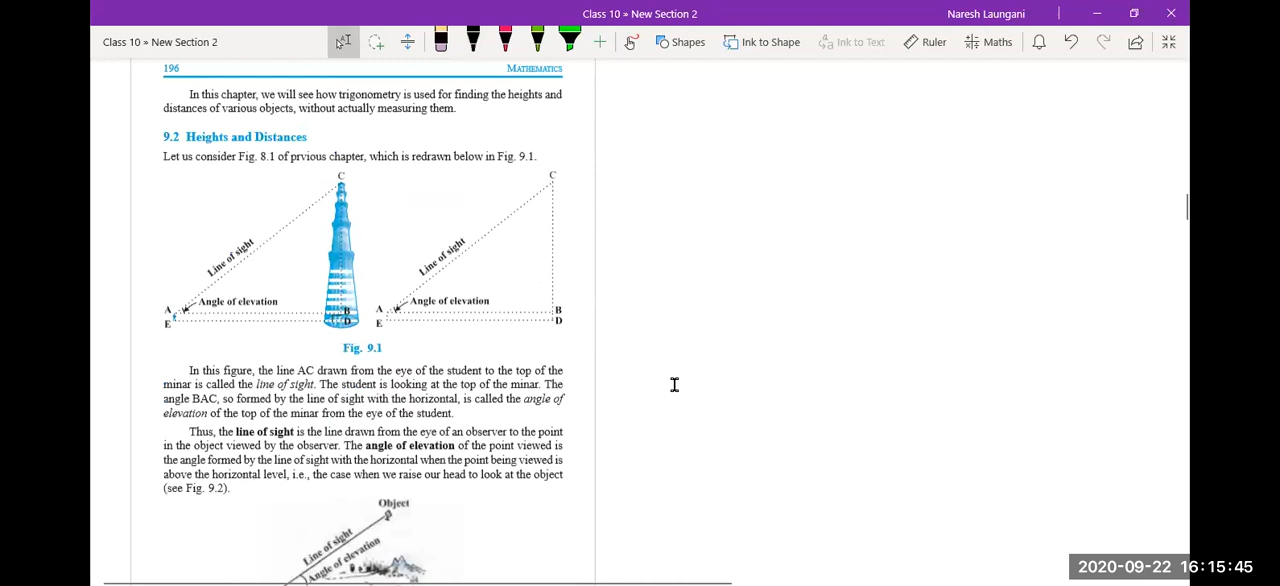 Class 10 » New Section 2
Naresh Laungani
Class 10 » New Section 2
Shapes
Ink to Shape
Ink to Text
Ruler
Maths
196
MATHEMATICS
In this chapter, we will see how trigonometry is used for finding the heights and
distances of various objects, without actually measuring them.
9.2 Heights and Distances
Let us consider Fig. 8.1 of prvious chapter, which is redrawn below in Fig. 9.1.
C
Line of sight
Angle of elevation
A
B
E
D
C
Line of sight
Angle of elevation
A
B
E
D
Fig. 9.1
In this figure, the line AC drawn from the eye of the student to the top of the
minar is called the line of sight. The student is looking at the top of the minar. The
angle BAC, so formed by the line of sight with the horizontal, is called the angle of
elevation of the top of the minar from the eye of the student.
Thus, the line of sight is the line drawn from the eye of an observer to the point
in the object viewed by the observer. The angle of elevation of the point viewed is
the angle formed by the line of sight with the horizontal when the point being viewed is
above the horizontal level, i.e., the case when we raise our head to look at the object
(see Fig. 9.2).
Object
Line of sight
Angle of elevation
2020-09-22 16:15:45